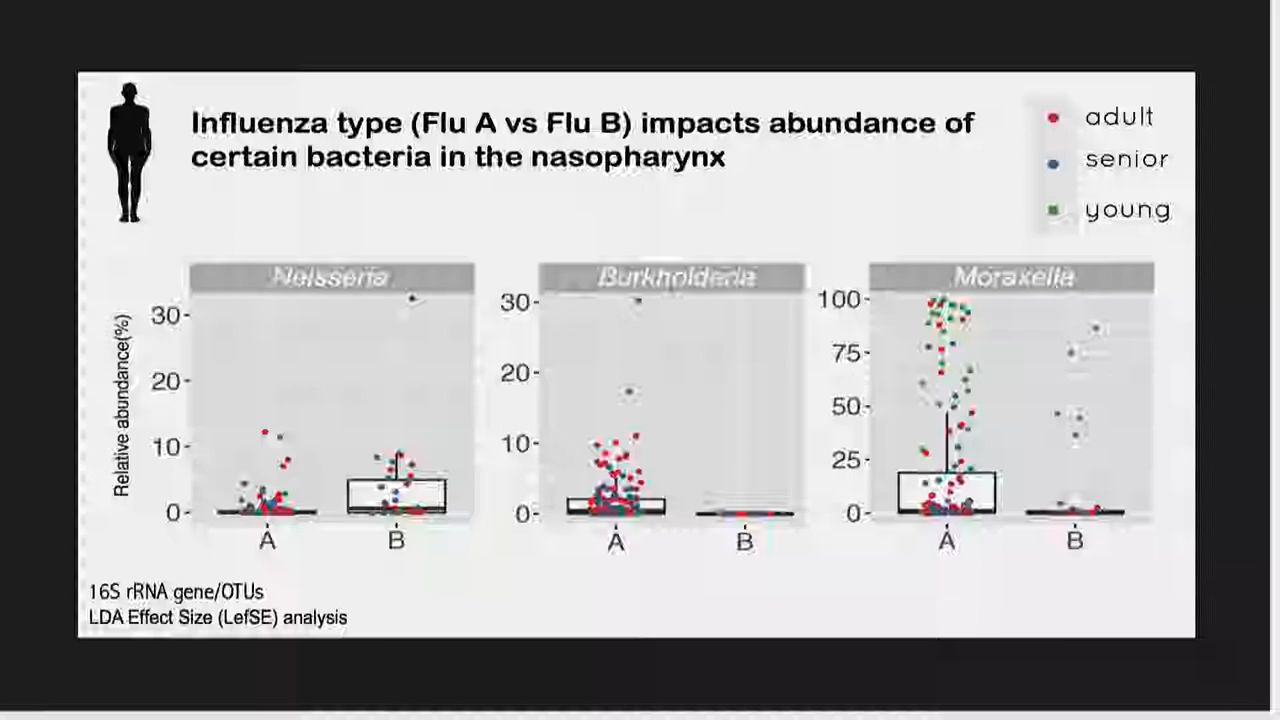 Influenza type (Flu A vs Flu B) impacts abundance of
certain bacteria in the nasopharynx
adult
senior
young
Neisseria
Burkholderia
Moraxella
Relative abundance(%)
30
20
10
0
A
B
30
20
10
0
A
B
100
75
50
25
0
A
B
16S rRNA gene/OTUs
LDA Effect Size (LefSE) analysis